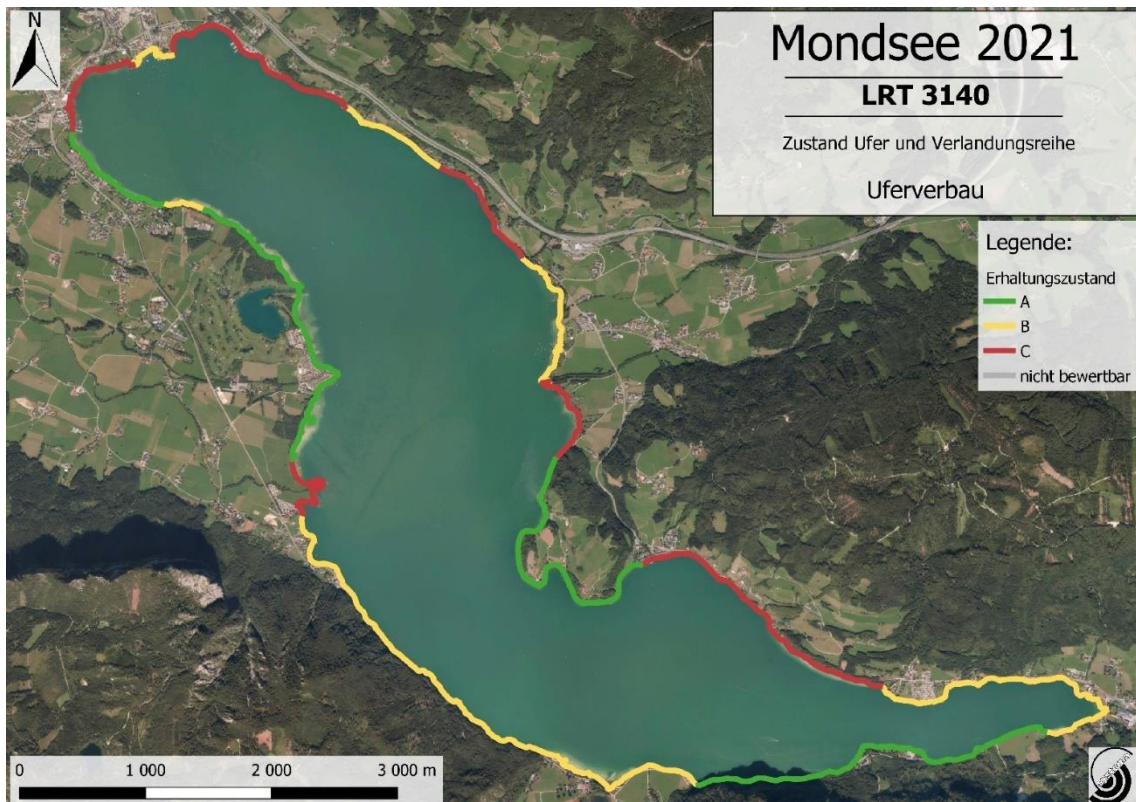 N
Mondsee 2021
LRT 3140
Zustand Ufer und Verlandungsreihe
Uferverbau
Legende:
Erhaltungszustand
A
B
C
nicht bewertbar
0 1 000 2 000 3 000 m